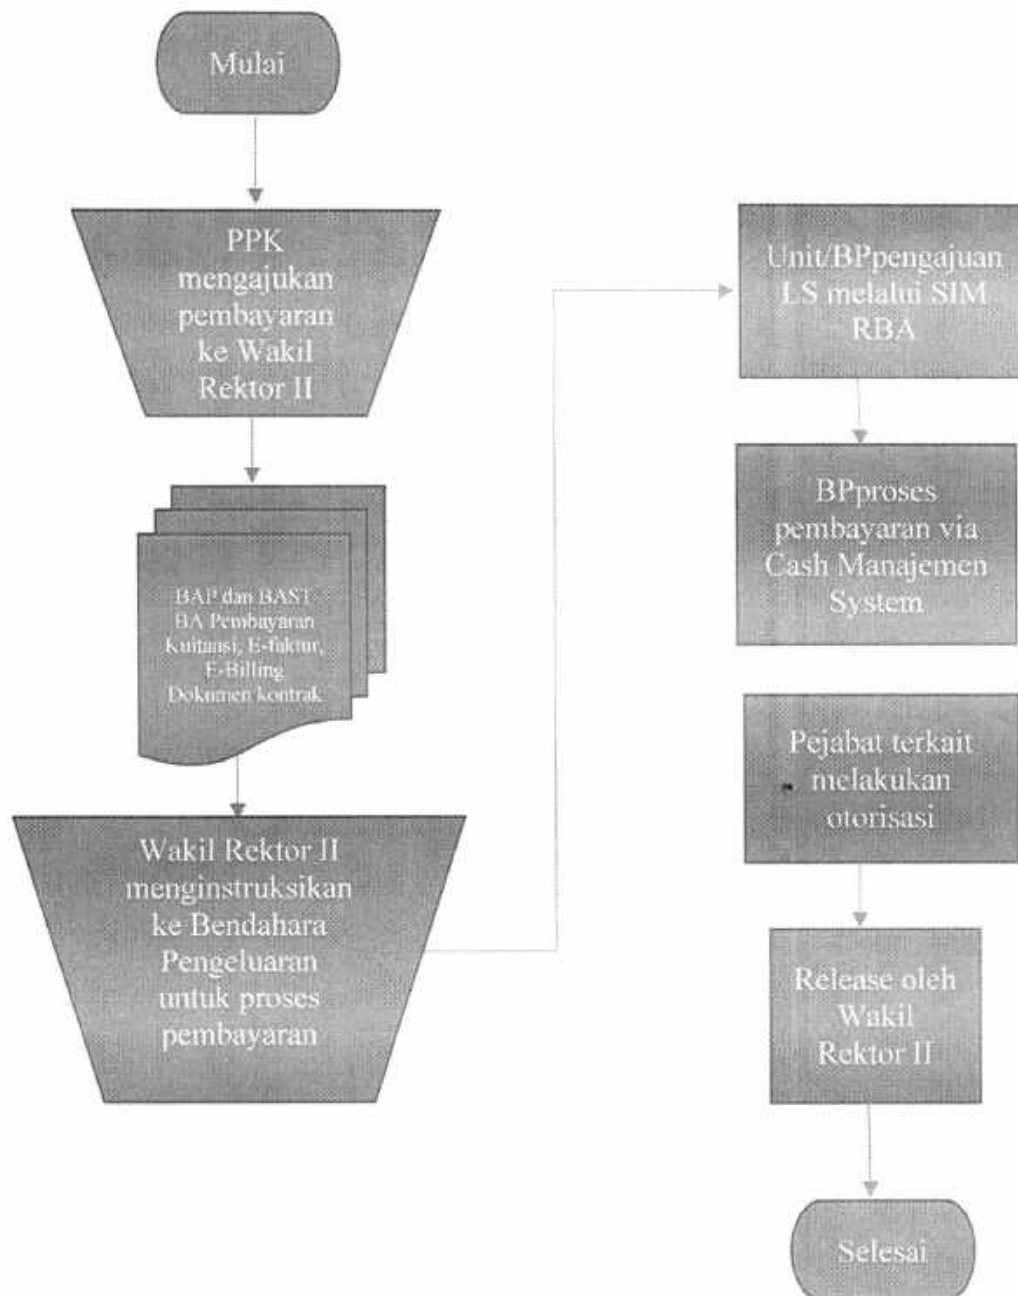 Mulai
PPK
mengajukan
pembayaran
ke Wakil
Rektor II
BAP dan BAST
BA Pembayaran
Kuitansi, E-faktur,
E-Billing
Dokumen kontrak
Wakil Rektor II
menginstruksikan
ke Bendahara
Pengeluaran
untuk proses
pembayaran
Unit/BPpengajuan
LS melalui SIM
RBA
BPproses
pembayaran via
Cash Manajemen
System
Pejabat terkait
melakukan
otorisasi
Release oleh
Wakil
Rektor II
Selesai